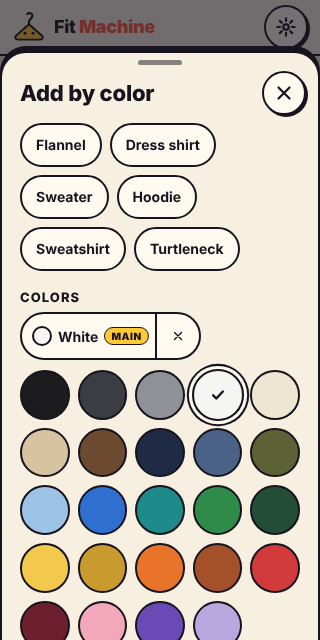 Fit Machine
Add by color
Flannel
Dress shirt
Sweater
Hoodie
Sweatshirt
Turtleneck
COLORS
White MAIN